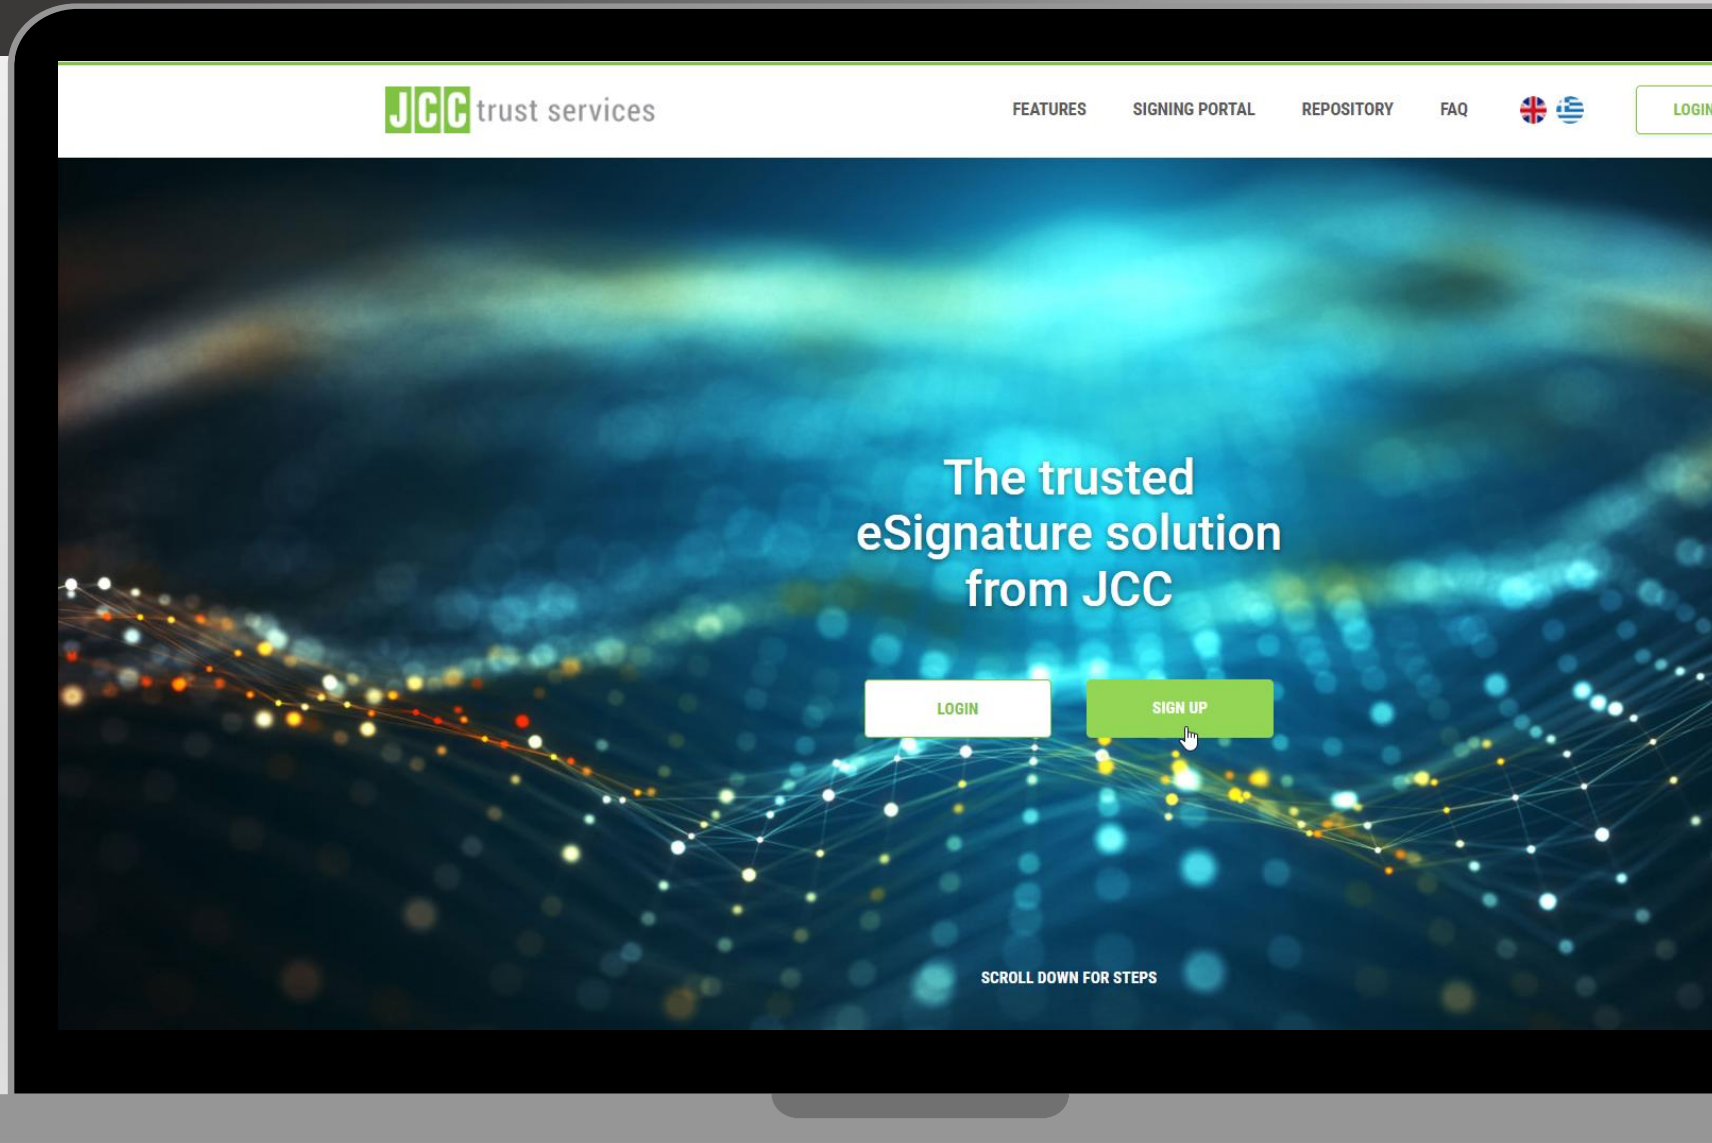 JCC trust services
FEATURES SIGNING PORTAL REPOSITORY FAQ LOGIN
The trusted
eSignature solution
from JCC
LOGIN SIGN UP
SCROLL DOWN FOR STEPS